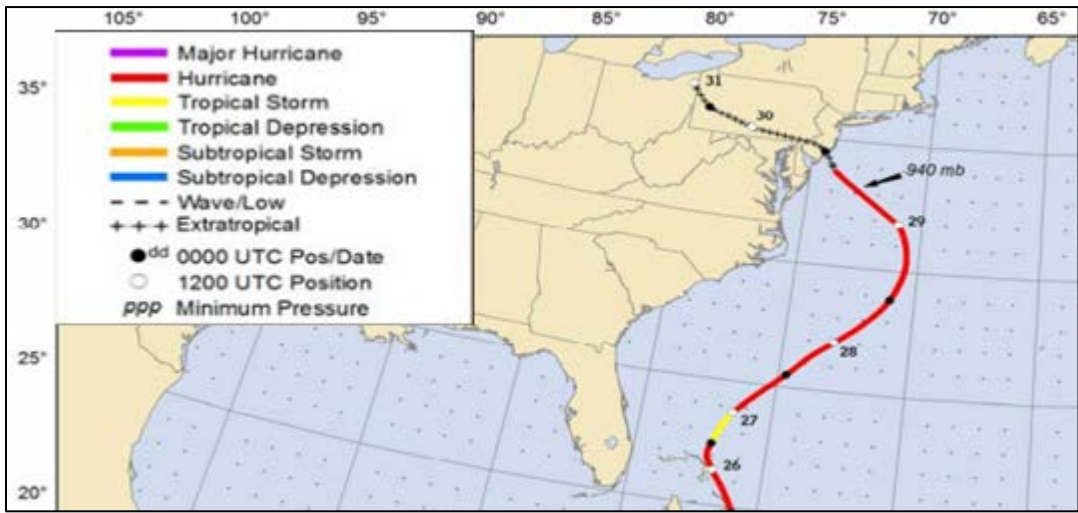 105° 100° 95° 90° 85° 80° 75° 70° 65°
Major Hurricane
Hurricane
Tropical Storm
Tropical Depression
Subtropical Storm
Subtropical Depression
Wave/Low
Extratropical
dd 0000 UTC Pos/Date
1200 UTC Position
ppp Minimum Pressure
35°
30°
25°
20°
31
30
940 mb
29
28
27
26